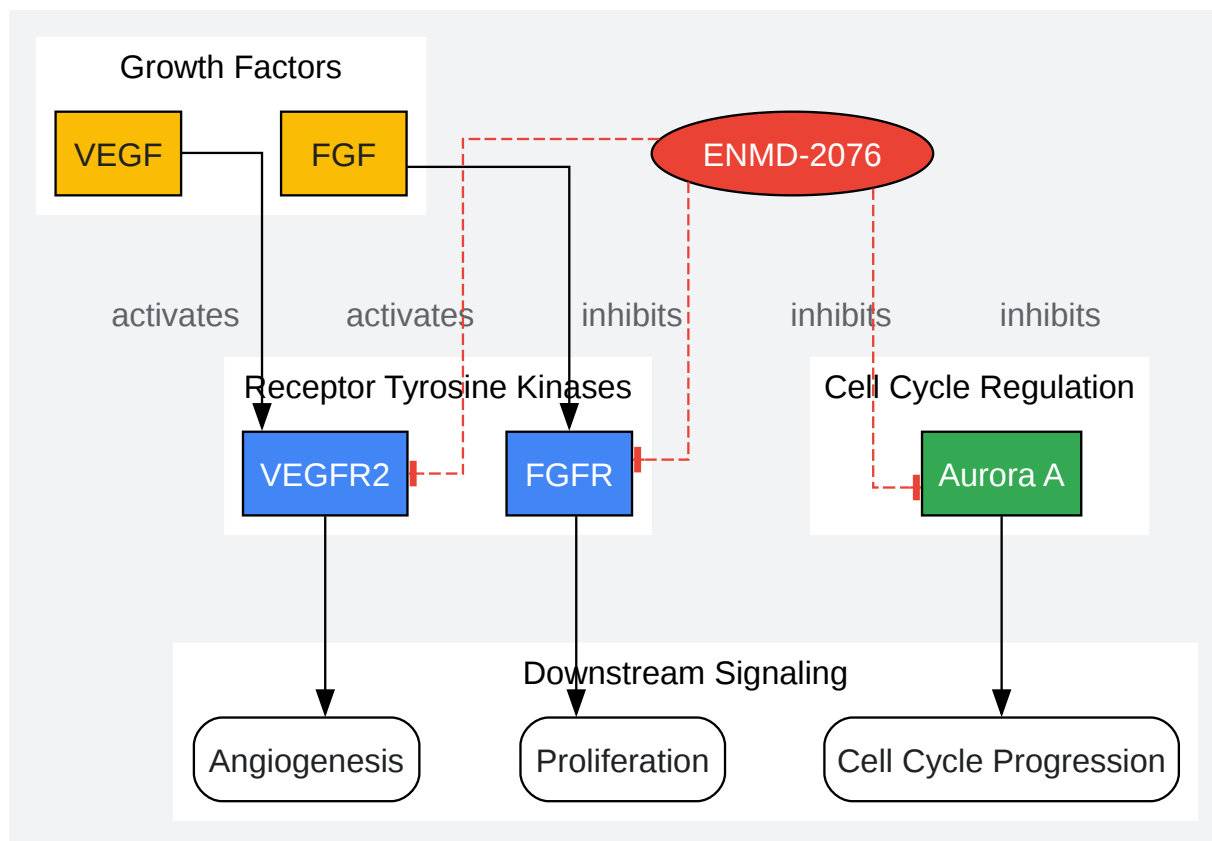 Growth Factors
VEGF
FGF
ENMD-2076
activates
activates
inhibits
inhibits
inhibits
Receptor Tyrosine Kinases
Cell Cycle Regulation
VEGFR2
FGFR
Aurora A
Downstream Signaling
Angiogenesis
Proliferation
Cell Cycle Progression